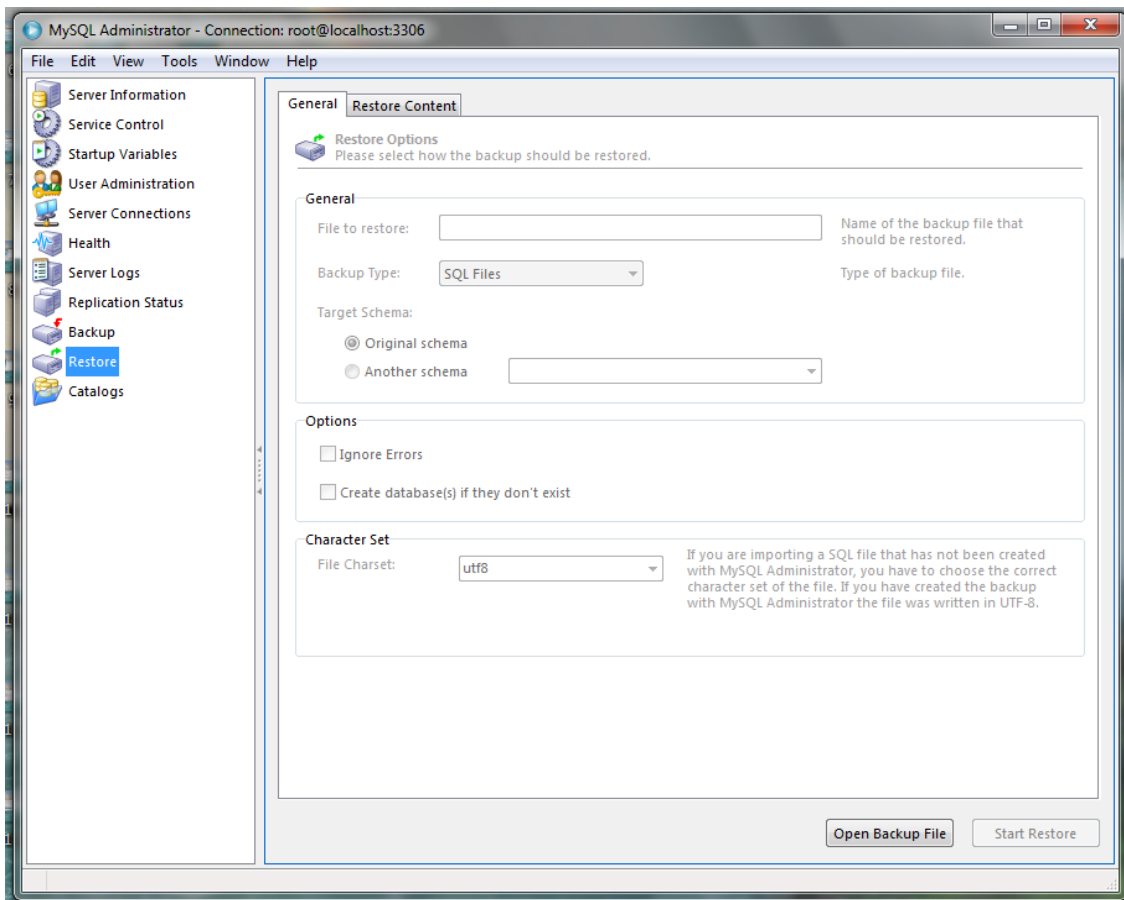 MySQL Administrator - Connection: root@localhost:3306
File Edit View Tools Window Help
Server Information
Service Control
Startup Variables
User Administration
Server Connections
Health
Server Logs
Replication Status
Backup
Restore
Catalogs
General Restore Content
Restore Options
Please select how the backup should be restored.
General
File to restore:
Name of the backup file that
should be restored.
Backup Type: SQL Files Type of backup file.
Target Schema:
Original schema
Another schema
Options
Ignore Errors
Create database(s) if they don't exist
Character Set
File Charset: utf8
If you are importing a SQL file that has not been created
with MySQL Administrator, you have to choose the correct
character set of the file. If you have created the backup
with MySQL Administrator the file was written in UTF-8.
Open Backup File Start Restore